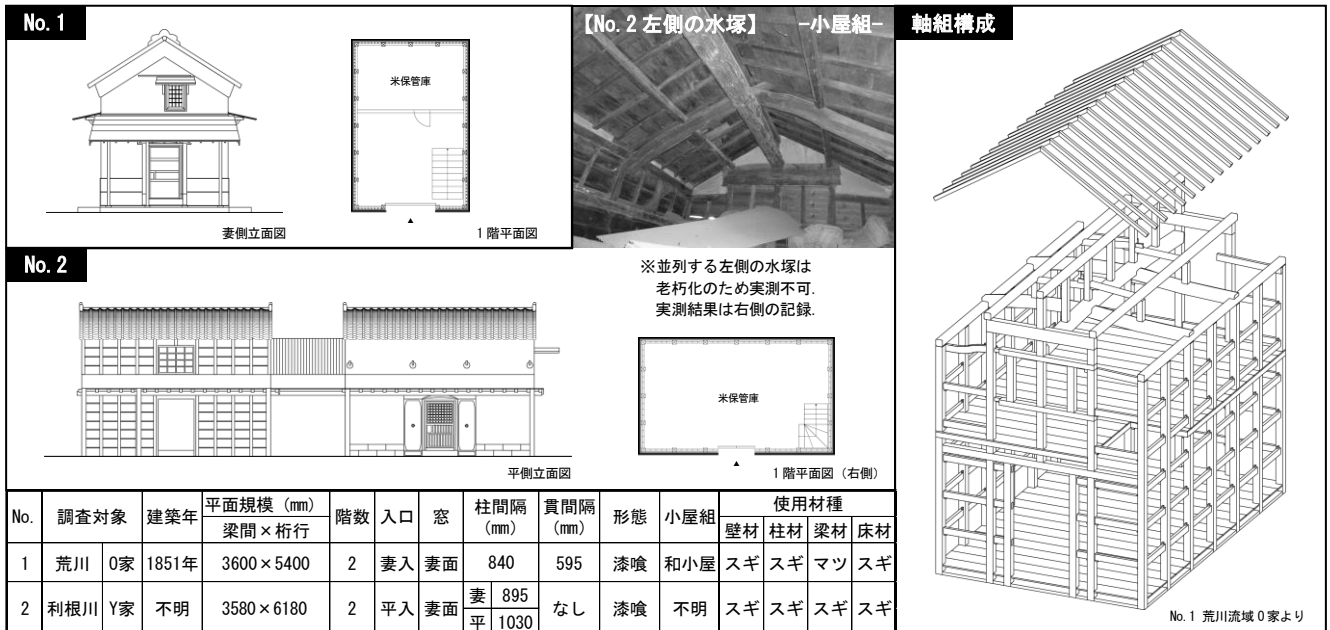 No. 1
米保管庫
▲
妻側立面図
1階平面図
【No. 2 左側の水塚】 -小屋組-
軸組構成
No. 2
※並列する左側の水塚は
老朽化のため実測不可.
実測結果は右側の記録.
米保管庫
▲
平側立面図
1階平面図（右側）
No. 調査対象 建築年 平面規模（㎜） 梁間×桁行 階数 入口 窓 柱間隔（㎜） 貫間隔（㎜） 形態 小屋組 使用材種 壁材 柱材 梁材 床材
1 荒川 O家 1851年 3600×5400 2 妻入 妻面 840 595 漆喰 和小屋 スギ スギ マツ スギ
2 利根川 Y家 不明 3580×6180 2 平入 妻面 妻 895 平 1030 なし 漆喰 不明 スギ スギ スギ スギ
No. 1 荒川流域O家より